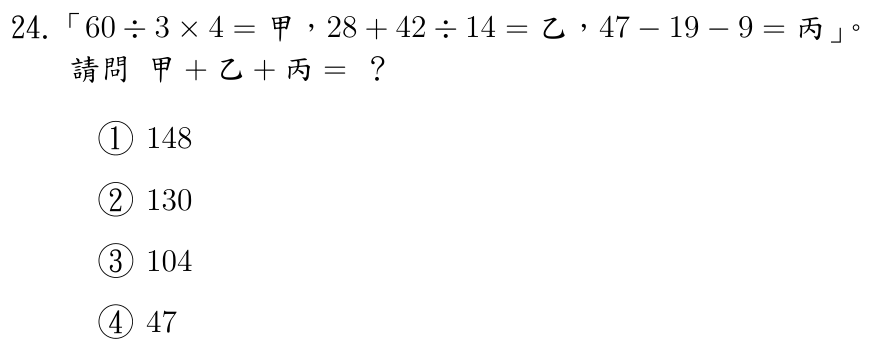 24.「60 ÷ 3 × 4 = 甲，28 + 42 ÷ 14 = 乙，47 − 19 − 9 = 丙」。
請問 甲 + 乙 + 丙 = ？
① 148
② 130
③ 104
④ 47